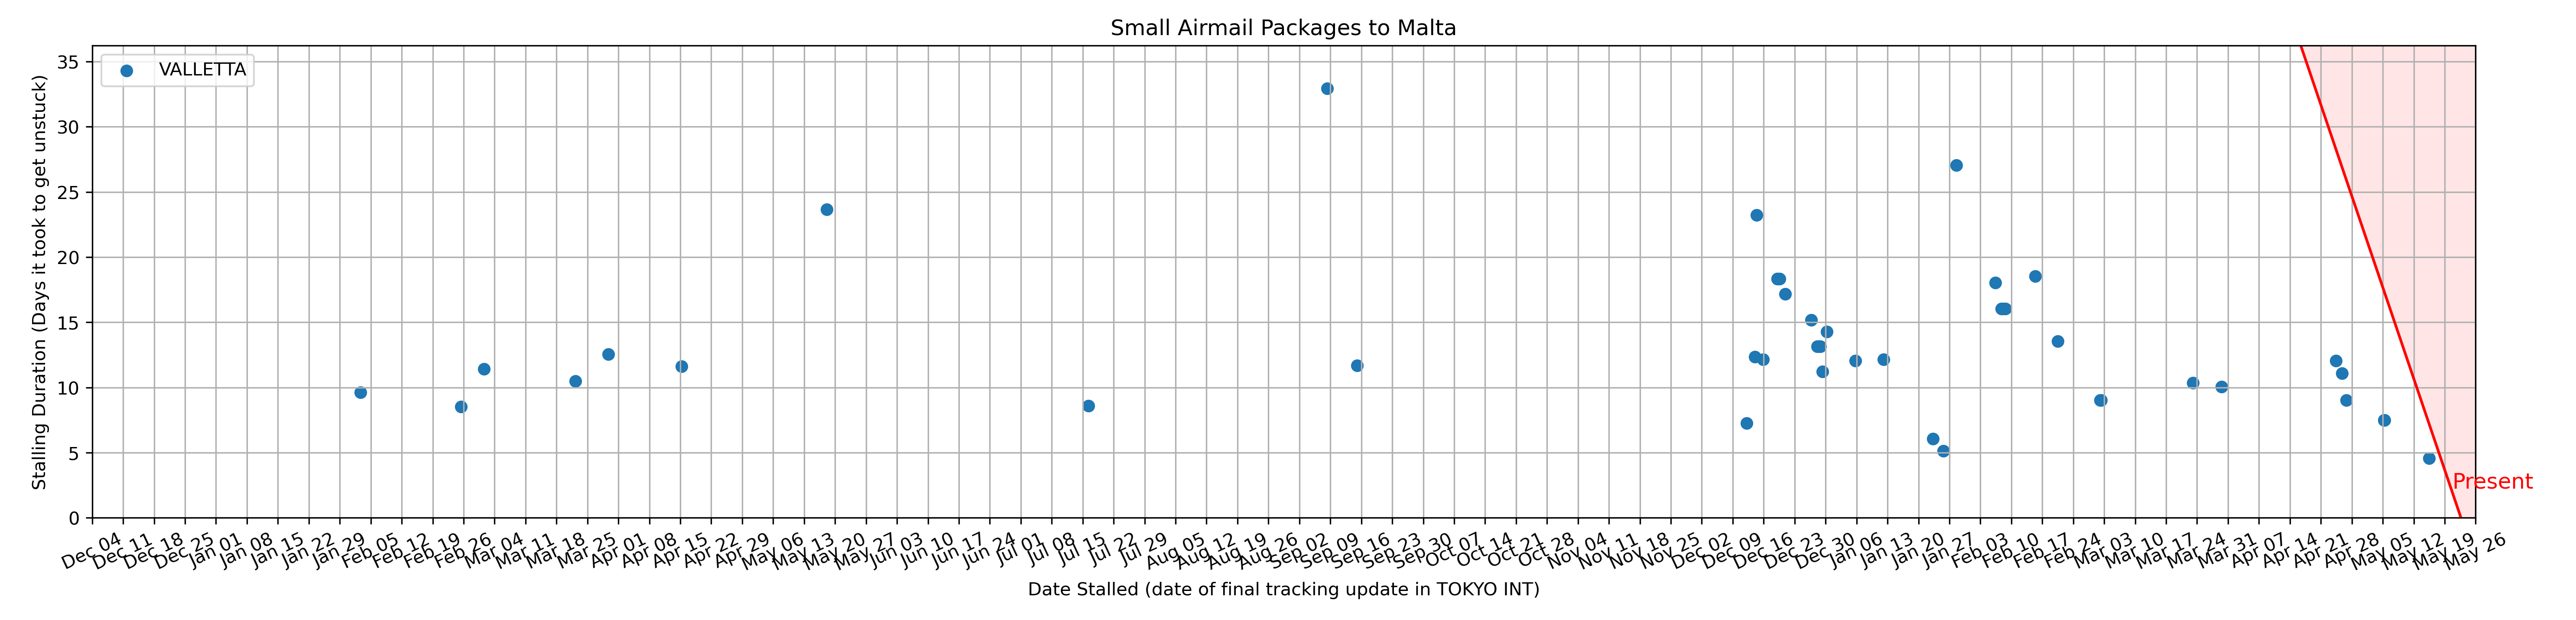 Small Airmail Packages to Malta
Stalling Duration (Days it took to get unstuck)
35
30
25
20
15
10
5
0
VALLETTA
Present
Dec 04
Dec 11
Dec 18
Dec 25
Jan 01
Jan 08
Jan 15
Jan 22
Jan 29
Feb 05
Feb 12
Feb 19
Feb 26
Mar 04
Mar 11
Mar 18
Mar 25
Apr 01
Apr 08
Apr 15
Apr 22
Apr 29
May 06
May 13
May 20
May 27
Jun 03
Jun 10
Jun 17
Jun 24
Jul 01
Jul 08
Jul 15
Jul 22
Jul 29
Aug 05
Aug 12
Aug 19
Aug 26
Sep 02
Sep 09
Sep 16
Sep 23
Sep 30
Oct 07
Oct 14
Oct 21
Oct 28
Nov 04
Nov 11
Nov 18
Nov 25
Dec 02
Dec 09
Dec 16
Dec 23
Dec 30
Jan 06
Jan 13
Jan 20
Jan 27
Feb 03
Feb 10
Feb 17
Feb 24
Mar 03
Mar 10
Mar 17
Mar 24
Mar 31
Apr 07
Apr 14
Apr 21
Apr 28
May 05
May 12
May 19
May 26
Date Stalled (date of final tracking update in TOKYO INT)